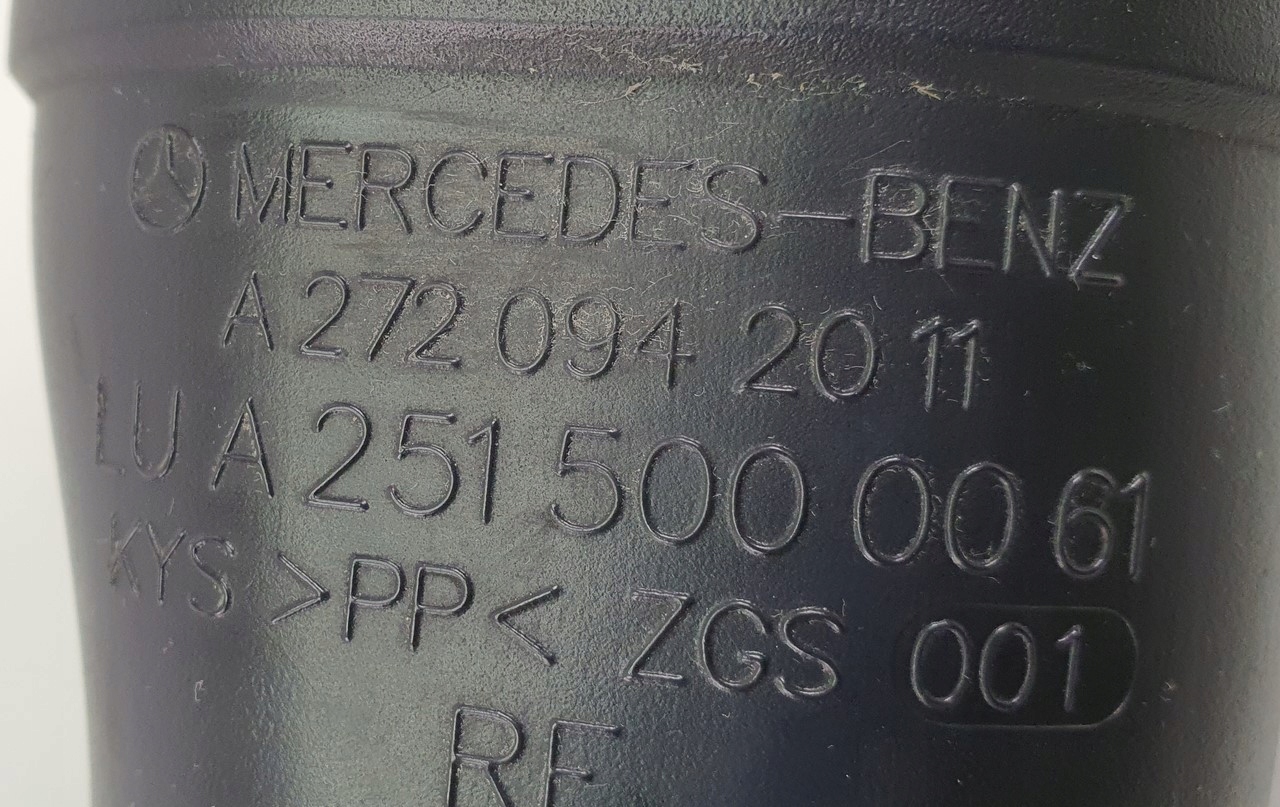 MERCEDES-BENZ
A 272 094 20 11
LU A 251 500 00 61
KYS >PP< ZGS 001